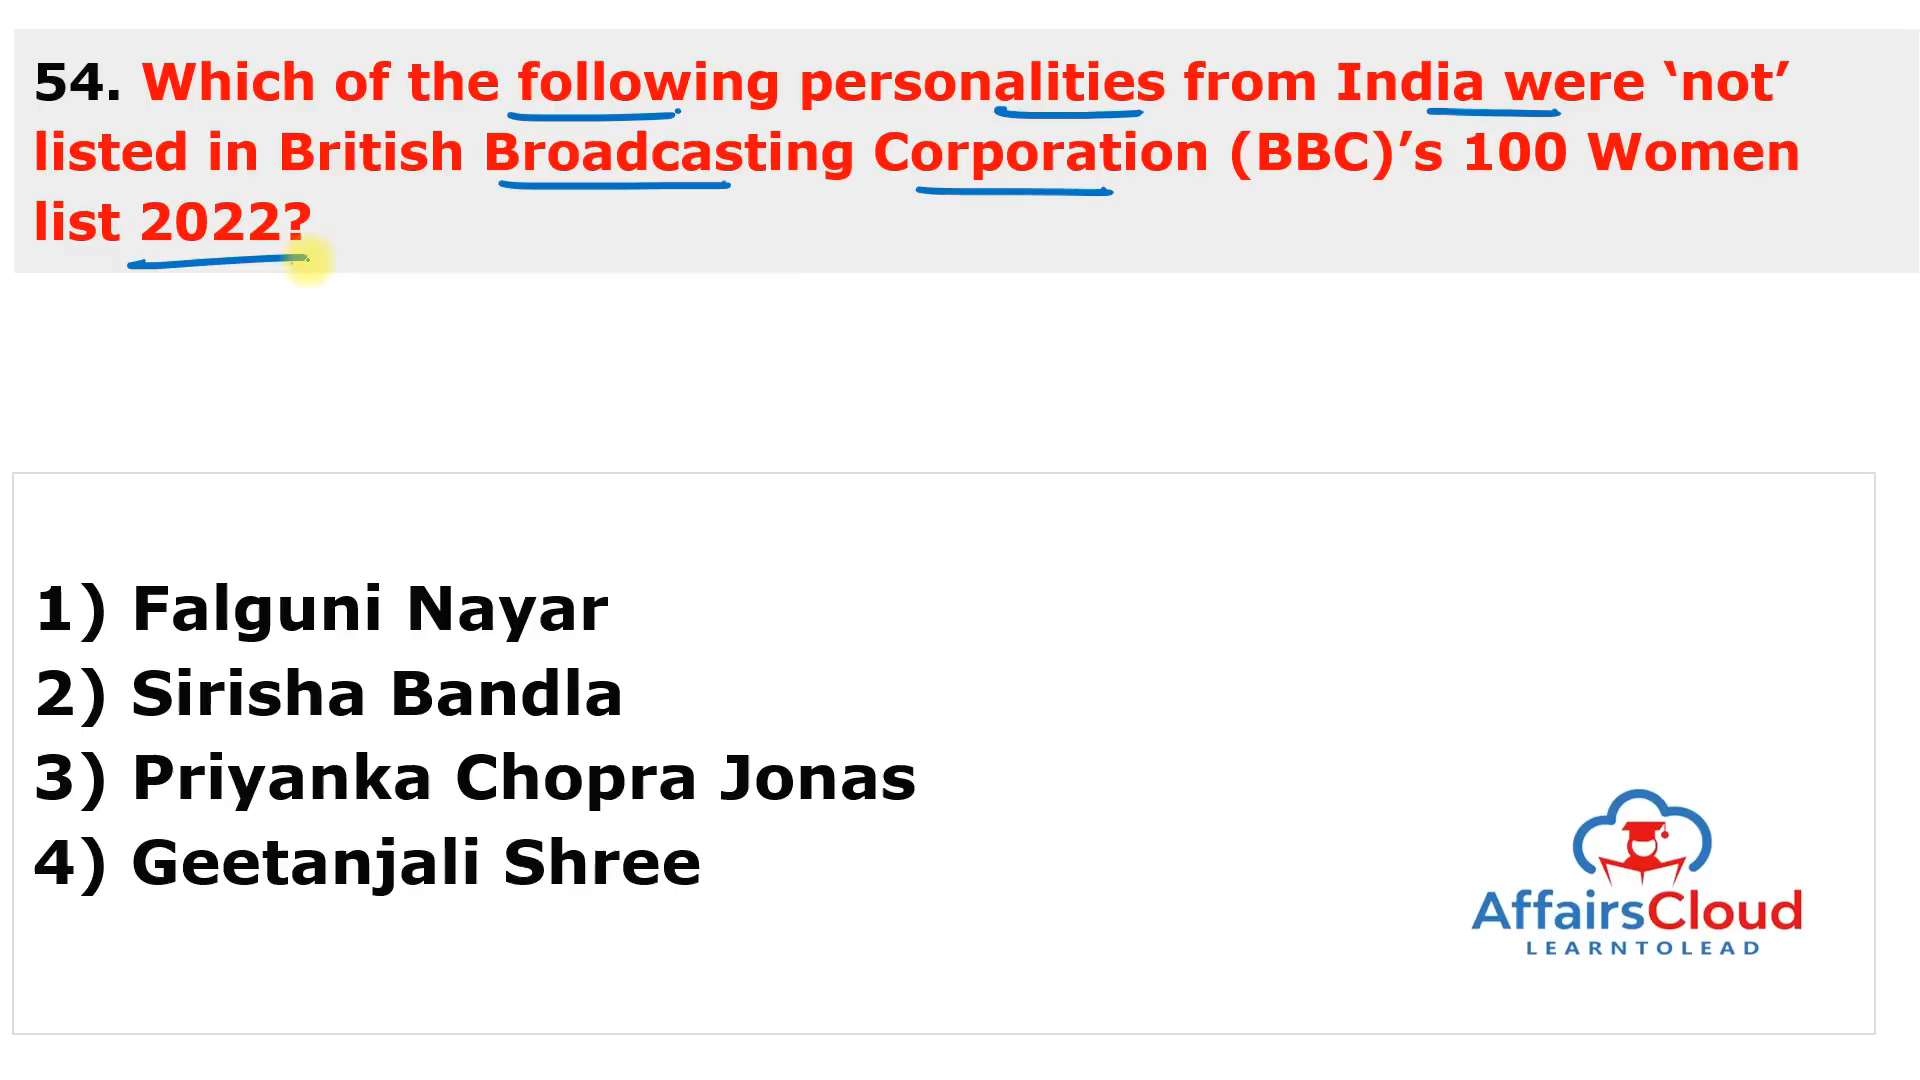 54. Which of the following personalities from India were ‘not’
listed in British Broadcasting Corporation (BBC)’s 100 Women
list 2022?
1) Falguni Nayar
2) Sirisha Bandla
3) Priyanka Chopra Jonas
4) Geetanjali Shree
AffairsCloud
LEARNTOLEAD